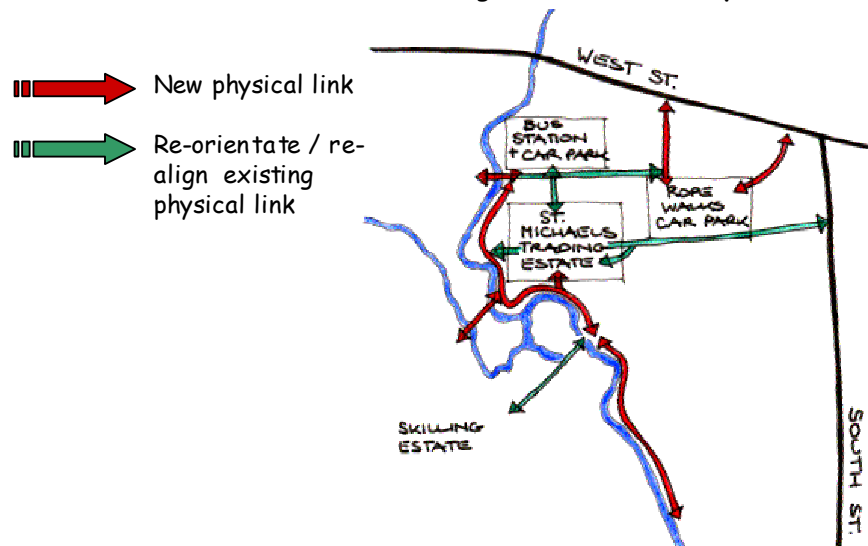 New physical link
Re-orientate / re-
align existing
physical link
WEST ST.
BUS
STATION
+ CAR PARK
ROPE
WALKS
CAR PARK
ST.
MICHAELS
TRADING
ESTATE
SKILLING
ESTATE
SOUTH ST.